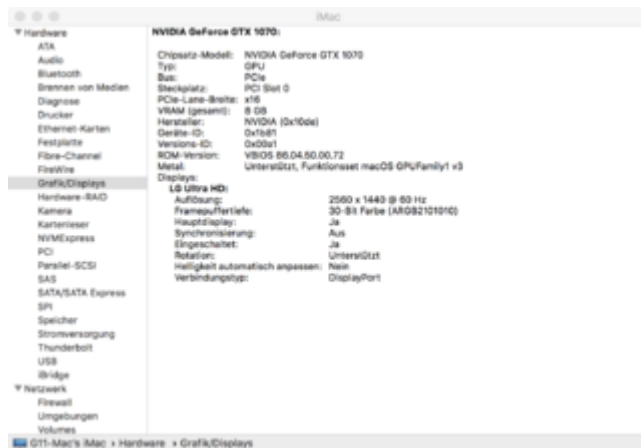 iMac
Hardware
ATA
Audio
Bluetooth
Brennen von Medien
Diagnose
Drucker
Ethernet-Karten
Festplatte
Fibre-Channel
FireWire
Grafik/Displays
Hardware-RAID
Kamera
Kartenleser
NVMExpress
PCI
Parallel-SCSI
SAS
SATA/SATA Express
SPI
Speicher
Stromversorgung
Thunderbolt
USB
iBridge
Netzwerk
Firewall
Umgebungen
Volumes
NVIDIA GeForce GTX 1070:
Chipsatz-Modell: NVIDIA GeForce GTX 1070
Typ: GPU
Bus: PCIe
Steckplatz: PCI Slot 0
PCIe-Lane-Breite: x16
VRAM (gesamt): 8 GB
Hersteller: NVIDIA (0x10de)
Geräte-ID: 0x1b81
Versions-ID: 0x00a1
ROM-Version: VBIOS 86.04.50.00.72
Metal: Unterstützt, Funktionsset macOS GPUFamily1 v3
Displays:
LG Ultra HD:
Auflösung: 2560 x 1440 @ 60 Hz
Framepuffertiefe: 30-Bit Farbe (ARGB2101010)
Hauptdisplay: Ja
Synchronisierung: Aus
Eingeschaltet: Ja
Rotation: Unterstützt
Helligkeit automatisch anpassen: Nein
Verbindungstyp: DisplayPort
G11-Mac's iMac › Hardware › Grafik/Displays